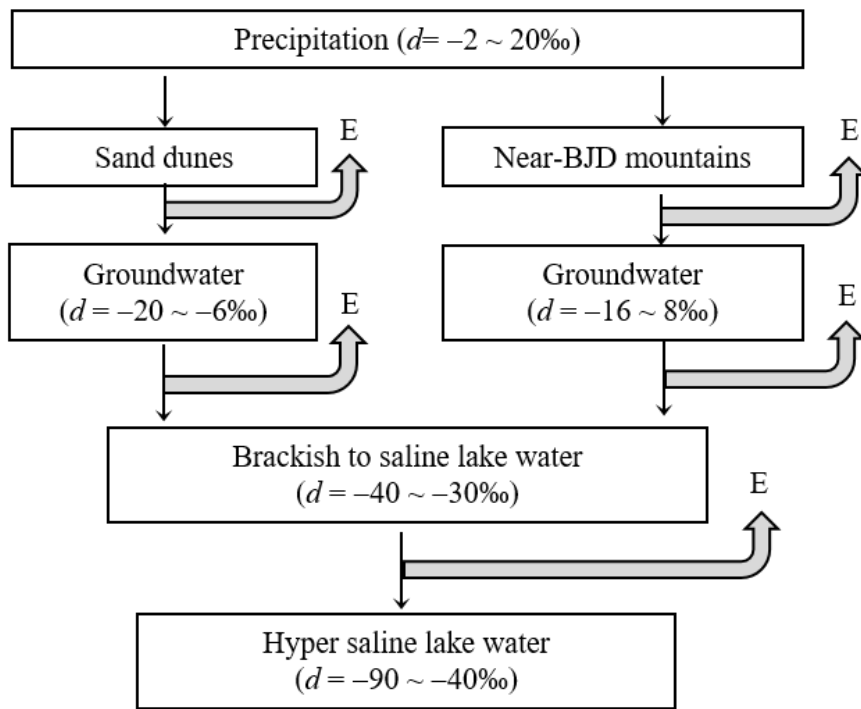 Precipitation (d= –2 ~ 20‰)
E
E
Sand dunes
Near-BJD mountains
Groundwater
(d = –20 ~ –6‰)
E
Groundwater
(d = –16 ~ 8‰)
E
Brackish to saline lake water
(d = –40 ~ –30‰)
E
Hyper saline lake water
(d = –90 ~ –40‰)